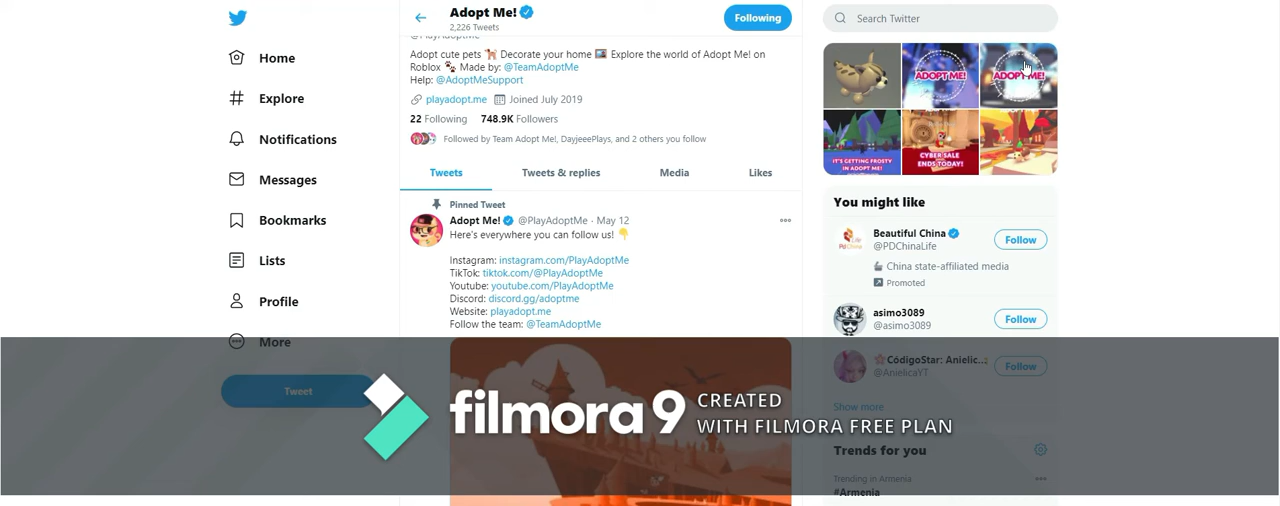 Home
Explore
Notifications
Messages
Bookmarks
Lists
Profile
More
Tweet
Adopt Me!
2,226 Tweets
Following
Adopt cute pets 🐕 Decorate your home 🖼 Explore the world of Adopt Me! on
Roblox 🐾 Made by: @TeamAdoptMe
Help: @AdoptMeSupport
playadopt.me Joined July 2019
22 Following 748.9K Followers
Followed by Team Adopt Me!, DayjeeePlays, and 2 others you follow
Tweets Tweets & replies Media Likes
Pinned Tweet
Adopt Me! @PlayAdoptMe · May 12
Here's everywhere you can follow us! 👇
Instagram: instagram.com/PlayAdoptMe
TikTok: tiktok.com/@PlayAdoptMe
Youtube: youtube.com/PlayAdoptMe
Discord: discord.gg/adoptme
Website: playadopt.me
Follow the team: @TeamAdoptMe
Search Twitter
ADOPT ME!
ADOPT ME!
IT'S GETTING FROSTY
IN ADOPT ME!
CYBER SALE
ENDS TODAY!
You might like
Beautiful China
@PDChinaLife
Follow
China state-affiliated media
Promoted
asimo3089
@asimo3089
Follow
🌸CódigoStar: Anielic...
@AnielicaYT
Follow
Show more
Trends for you
Trending in Armenia
#Armenia
filmora9
CREATED
WITH FILMORA FREE PLAN